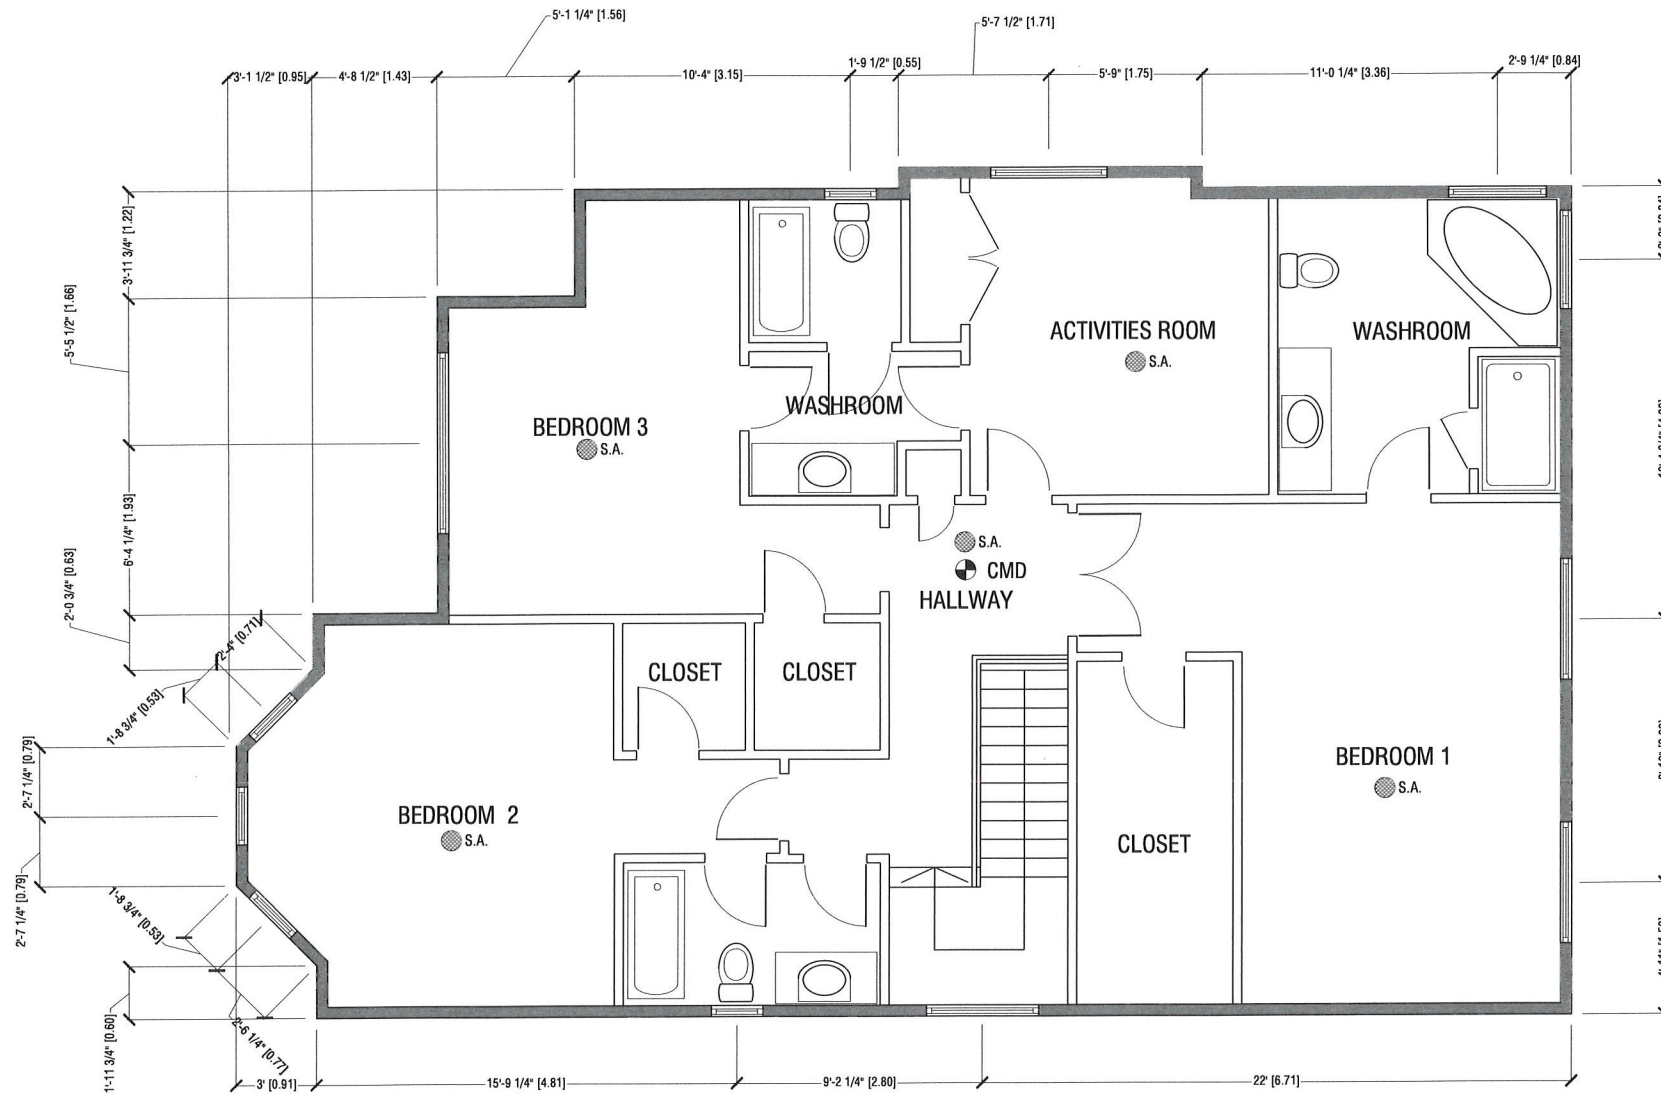 5'-1 1/4" [1.56]
5'-7 1/2" [1.71]
3'-1 1/2" [0.95]
4'-8 1/2" [1.43]
10'-4" [3.15]
1'-9 1/2" [0.55]
5'-9" [1.75]
11'-0 1/4" [3.36]
2'-9 1/4" [0.84]
3'-11 3/4" [1.22]
5'-5 1/2" [1.66]
6'-4 1/4" [1.93]
2'-0 3/4" [0.63]
2'-4" [0.71]
1'-8 3/4" [0.53]
2'-7 1/4" [0.79]
2'-7 1/4" [0.79]
1'-8 3/4" [0.53]
2'-6 1/4" [0.77]
1'-11 3/4" [0.60]
ACTIVITIES ROOM
S.A.
WASHROOM
WASHROOM
BEDROOM 3
S.A.
S.A.
CMD
HALLWAY
CLOSET
CLOSET
BEDROOM 1
S.A.
BEDROOM 2
S.A.
CLOSET
3' [0.91]
15'-9 1/4" [4.81]
9'-2 1/4" [2.80]
22' [6.71]